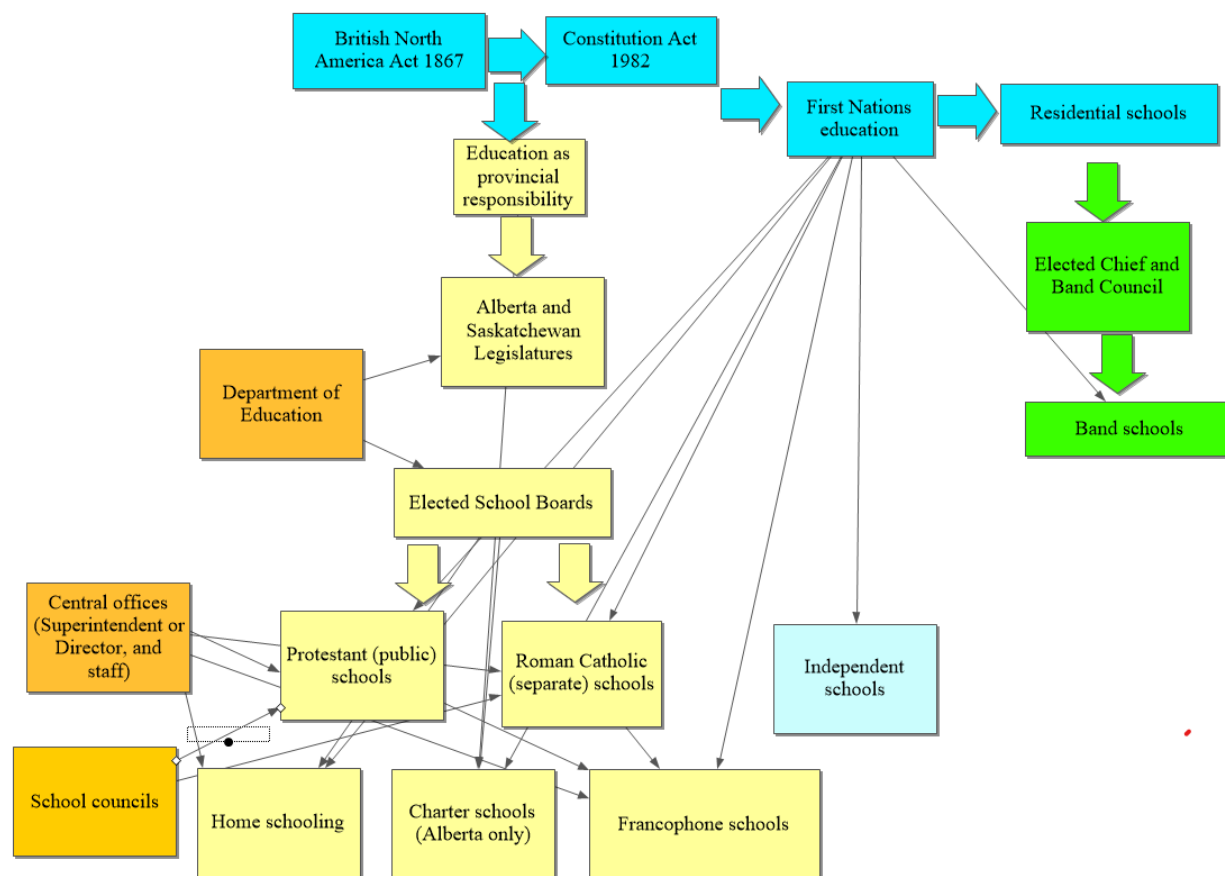 British North
America Act 1867
Constitution Act
1982
First Nations
education
Residential schools
Education as
provincial
responsibility
Elected Chief and
Band Council
Alberta and
Saskatchewan
Legislatures
Department of
Education
Band schools
Elected School Boards
Central offices
(Superintendent or
Director, and
staff)
Protestant (public)
schools
Roman Catholic
(separate) schools
Independent
schools
School councils
Home schooling
Charter schools
(Alberta only)
Francophone schools